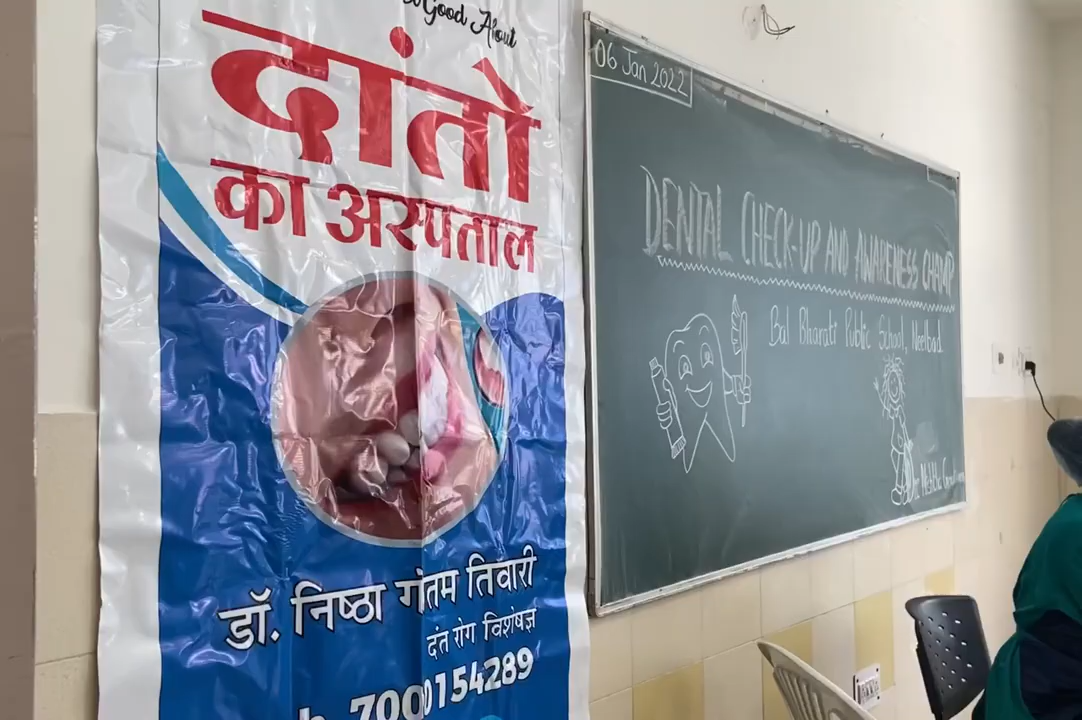 Good About
दांतो
का अस्पताल
डॉ. निष्ठा गौतम तिवारी
दंत रोग विशेषज्ञ
7000154289
06 Jan 2022
DENTAL CHECK-UP AND AWARENESS CHAMP
Bal Bharati Public School, Neelbad